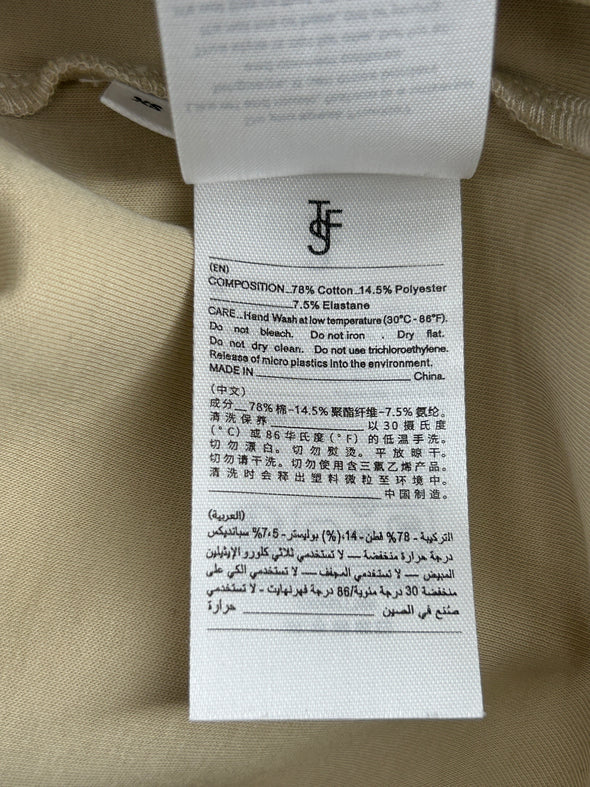 XS
TSJF
(EN)
COMPOSITION_78% Cotton_14.5% Polyester
7.5% Elastane
CARE_Hand Wash at low temperature (30°C - 86°F).
Do not bleach. Do not iron . Dry flat.
Do not dry clean. Do not use trichloroethylene.
Release of micro plastics into the environment.
MADE IN China.
(中文)
成分__78%棉-14.5%聚酯纤维-7.5%氨纶。
清洗保养 以30摄氏度
(°C)或86华氏度(°F)的低温手洗。
切勿漂白。切勿熨烫。平放晾干。
切勿请干洗。切勿使用含三氯乙烯产品。
清洗时会释出塑料微粒至环境中。
中国制造。
(العربية)
التركيبة - 78% قطن - 14،(%) بوليستر - 7،5% سباندیکس
درجة حرارة منخفضة — لا تستخدمي ثلاثي كلورو الإيثيلين
المبيض — لا تستخدمي المجفف — لا تستخدمي الكي على
منخفضة 30 درجة مئوية/86 درجة فهرنهايت - لا تستخدمي
صنع في الصين حرارة